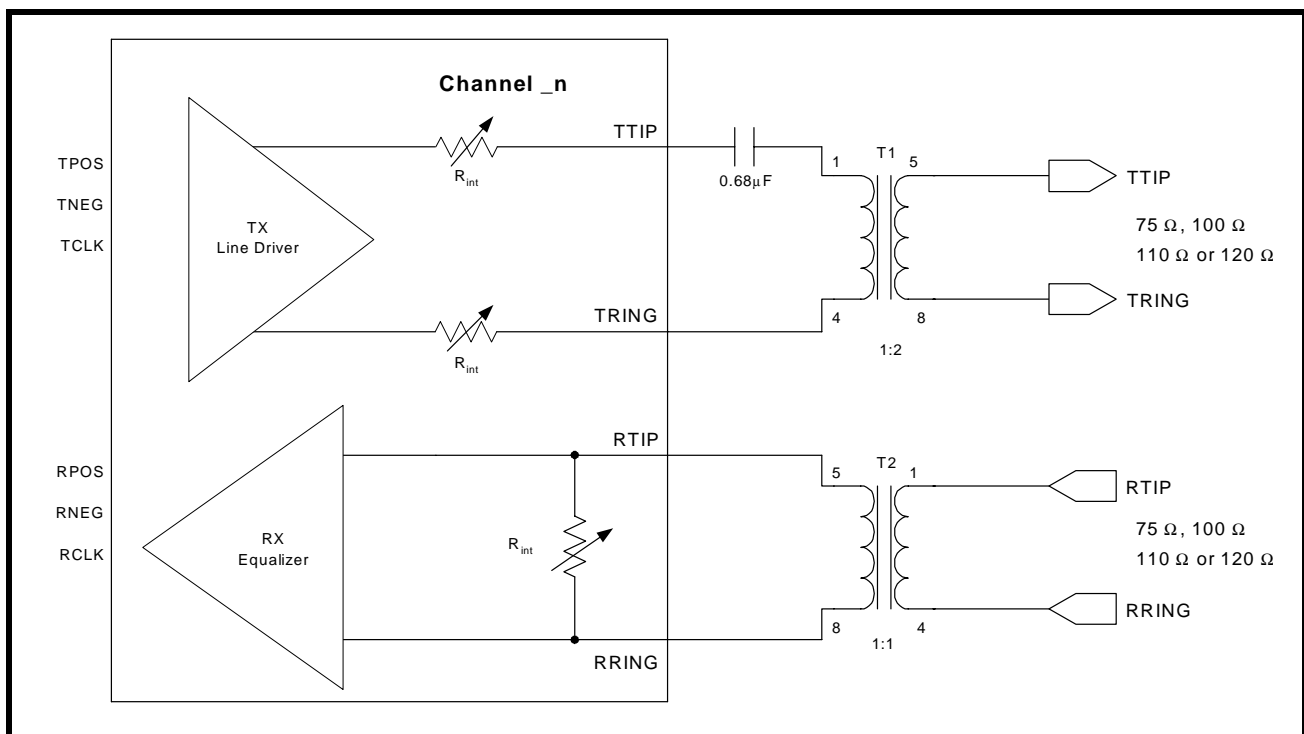 Channel _n
TPOS
TNEG
TCLK
TX
Line Driver
R_int
TTIP
0.68µF
1
T1
5
TTIP
75 Ω, 100 Ω
110 Ω or 120 Ω
TRING
R_int
TRING
4
8
1:2
RPOS
RNEG
RCLK
RX
Equalizer
RTIP
R_int
RRING
5
T2
1
RTIP
75 Ω, 100 Ω
110 Ω or 120 Ω
RRING
8
4
1:1